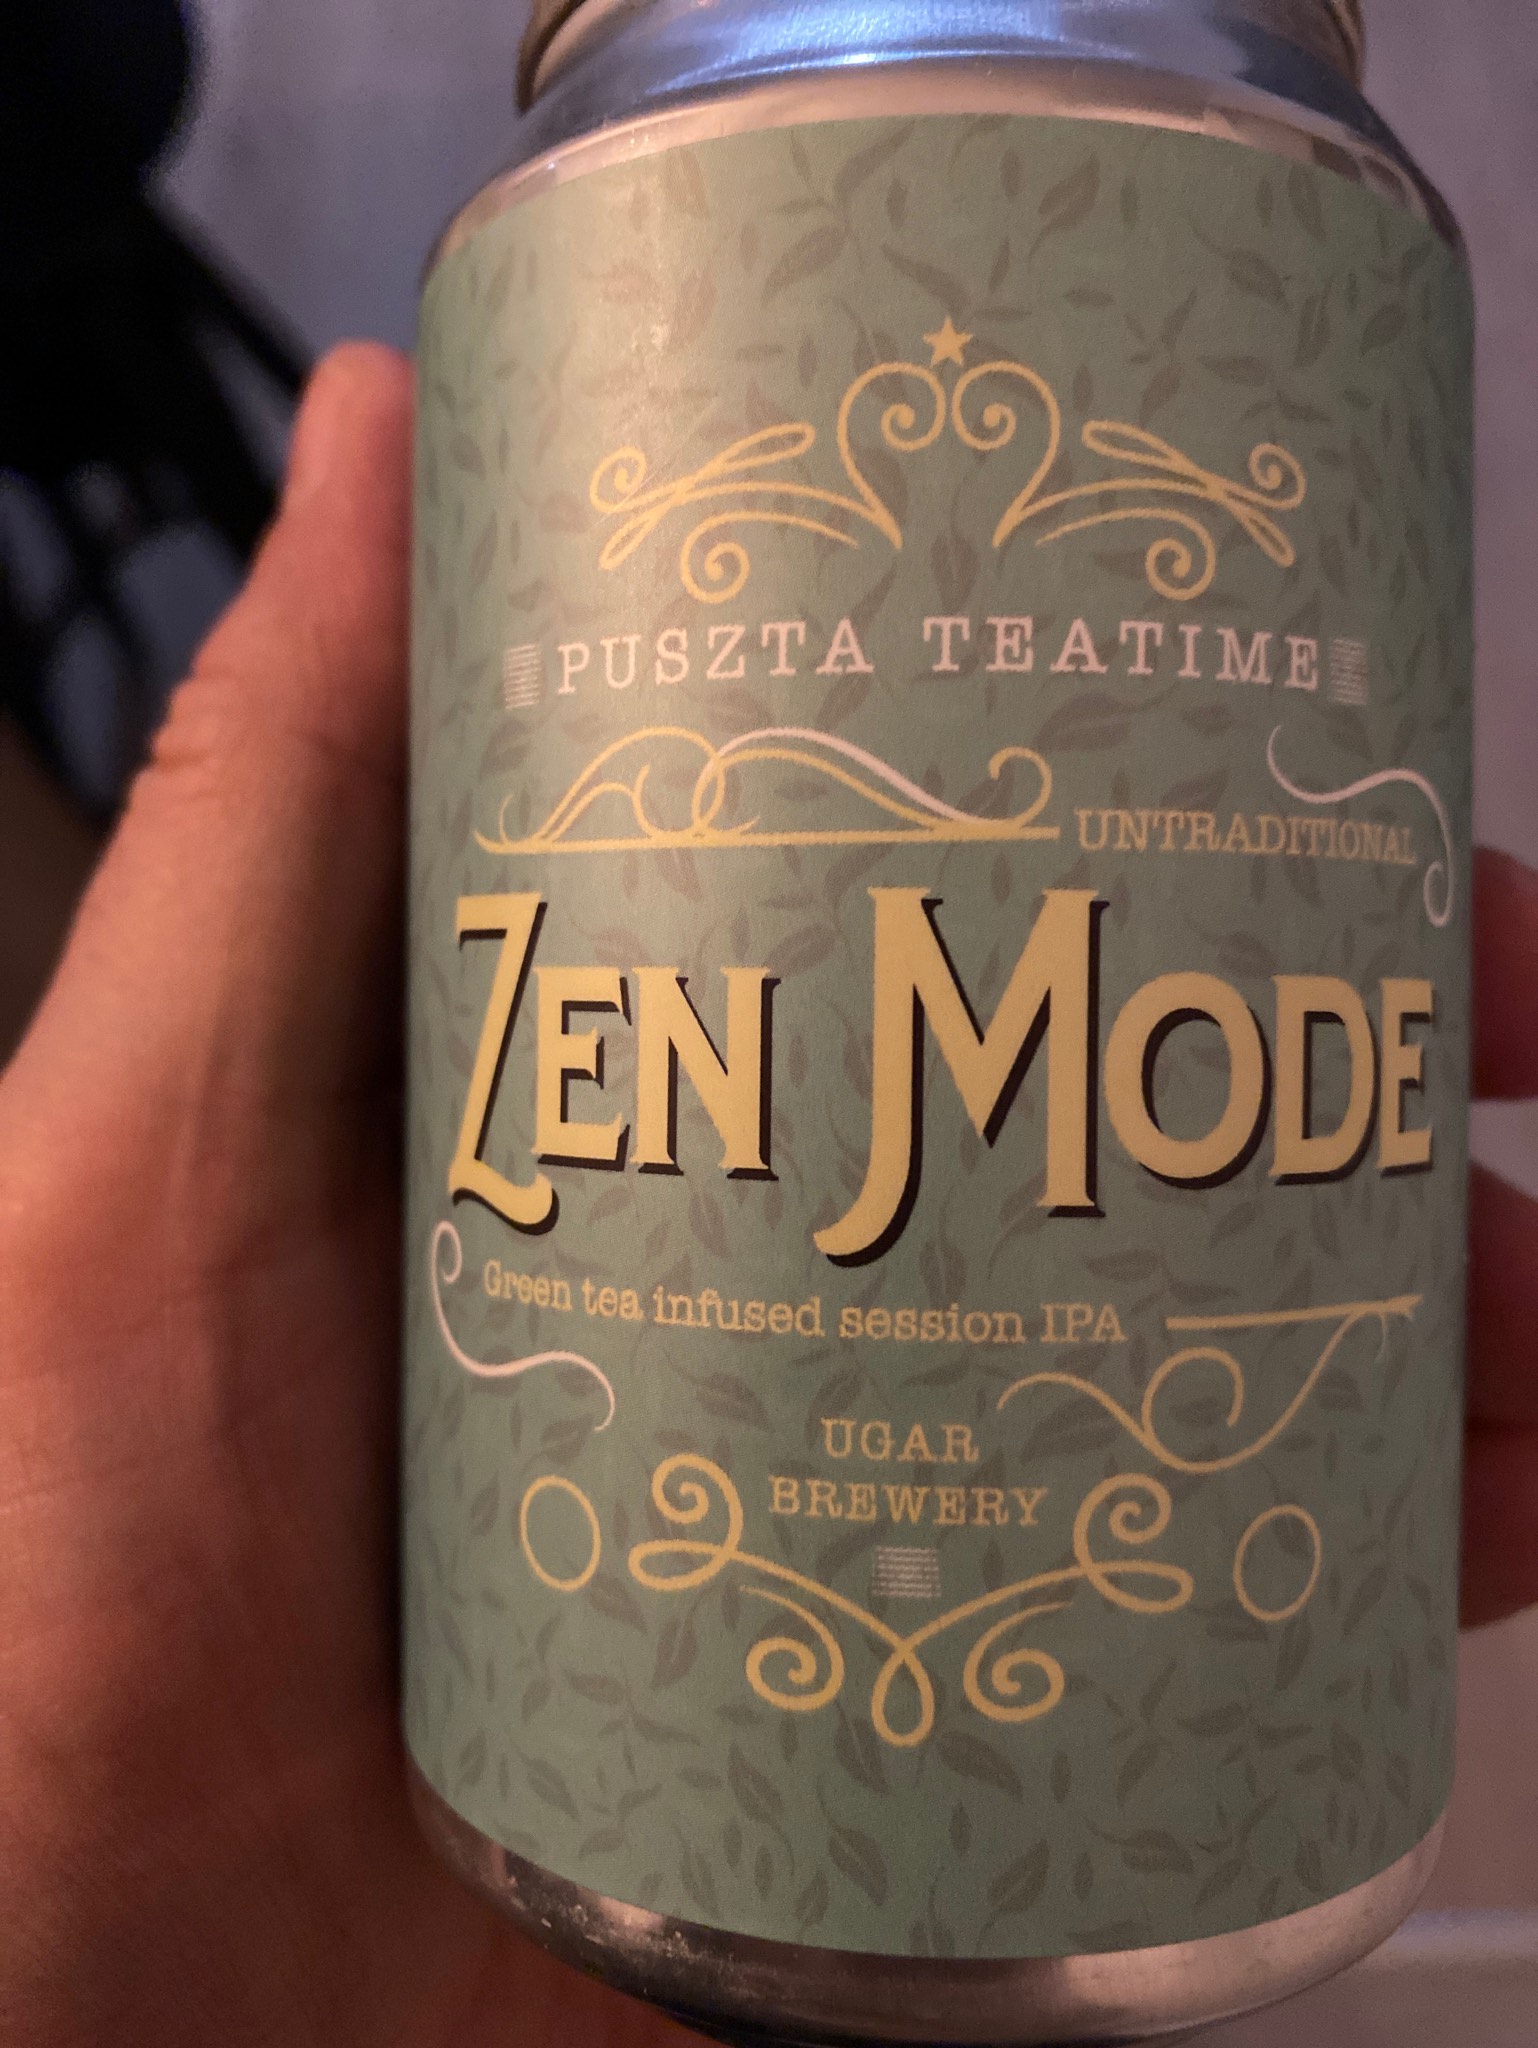 PUSZTA TEATIME
UNTRADITIONAL
ZEN MODE
Green tea infused session IPA
UGAR
BREWERY